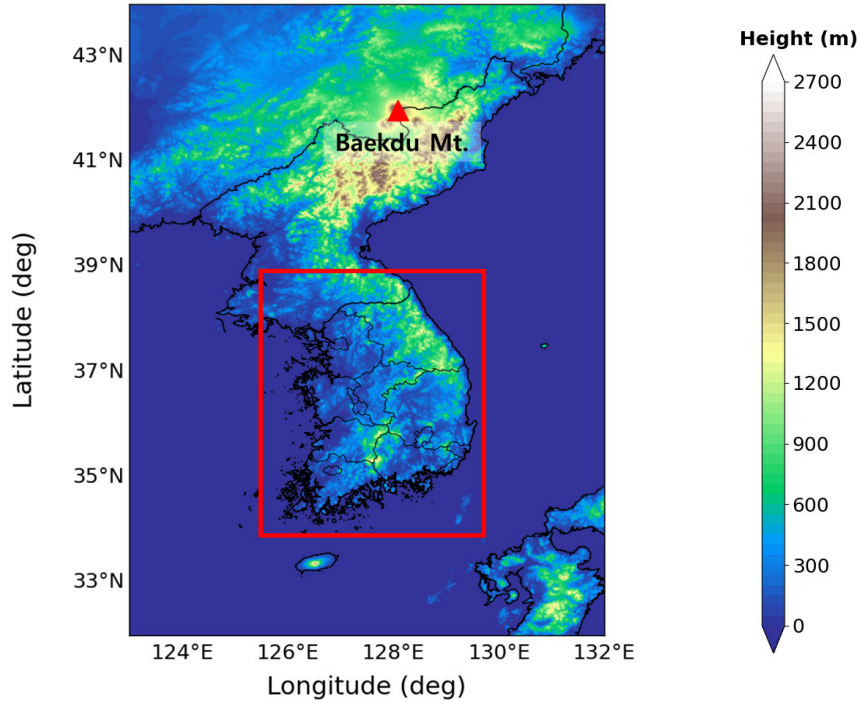 Height (m)
43°N
2700
2400
Baekdu Mt.
41°N
2100
39°N
1800
1500
37°N
1200
900
35°N
600
300
33°N
0
124°E 126°E 128°E 130°E 132°E
Longitude (deg)
Latitude (deg)